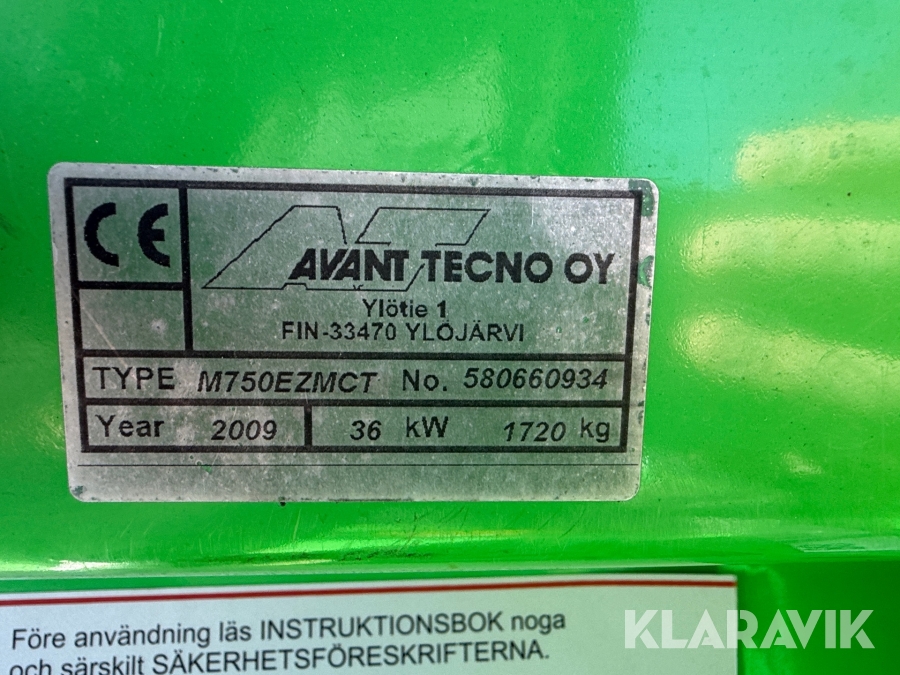 CE
AVANT TECNO OY
Ylötie 1
FIN-33470 YLÖJÄRVI
TYPE M750EZMCT No. 580660934
Year 2009 36 kW 1720 kg
Före användning läs INSTRUKTIONSBOK noga
och särskilt SÄKERHETSFÖRESKRIFTERNA.
KLARAVIK